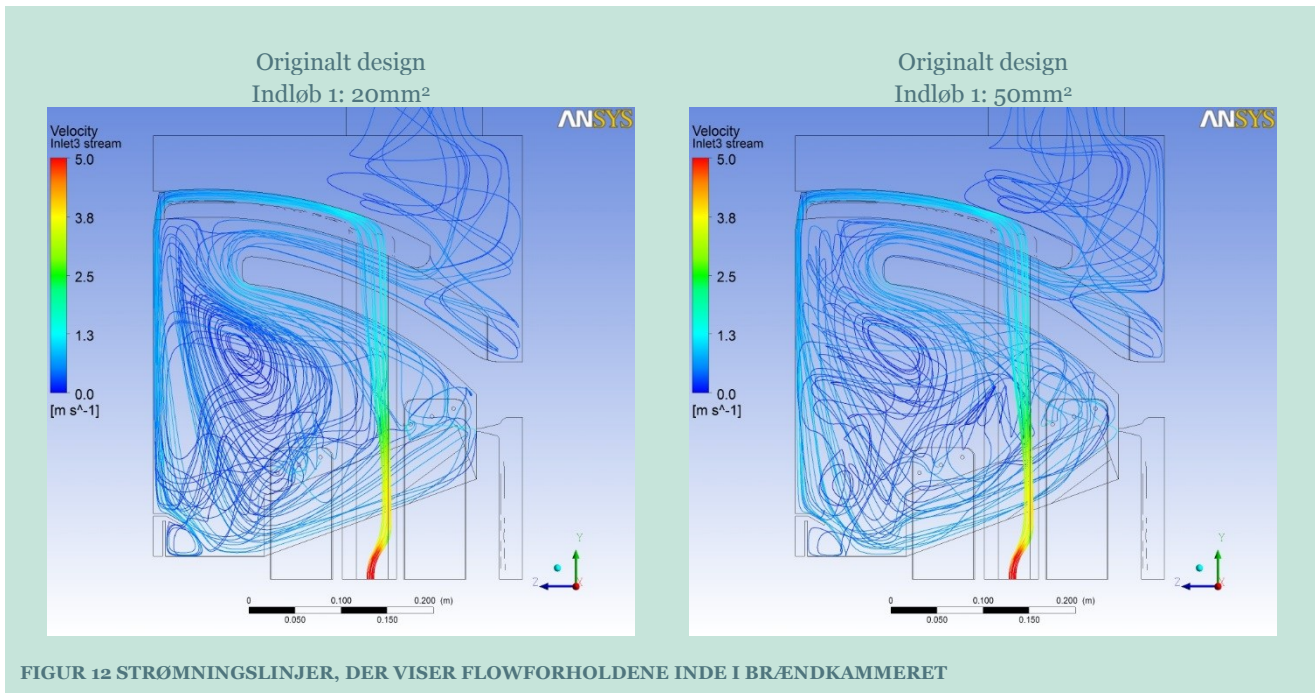 Originalt design
Indløb 1: 20mm²
ANSYS
Velocity
Inlet3 stream
5.0
3.8
2.5
1.3
0.0
[m s^-1]
Y
Z
X
0
0.100
0.200 (m)
0.050
0.150
Originalt design
Indløb 1: 50mm²
ANSYS
Velocity
Inlet3 stream
5.0
3.8
2.5
1.3
0.0
[m s^-1]
Y
Z
X
0
0.100
0.200 (m)
0.050
0.150
FIGUR 12 STRØMNINGSLINJER, DER VISER FLOWFORHOLDENE INDE I BRÆNDKAMMERET